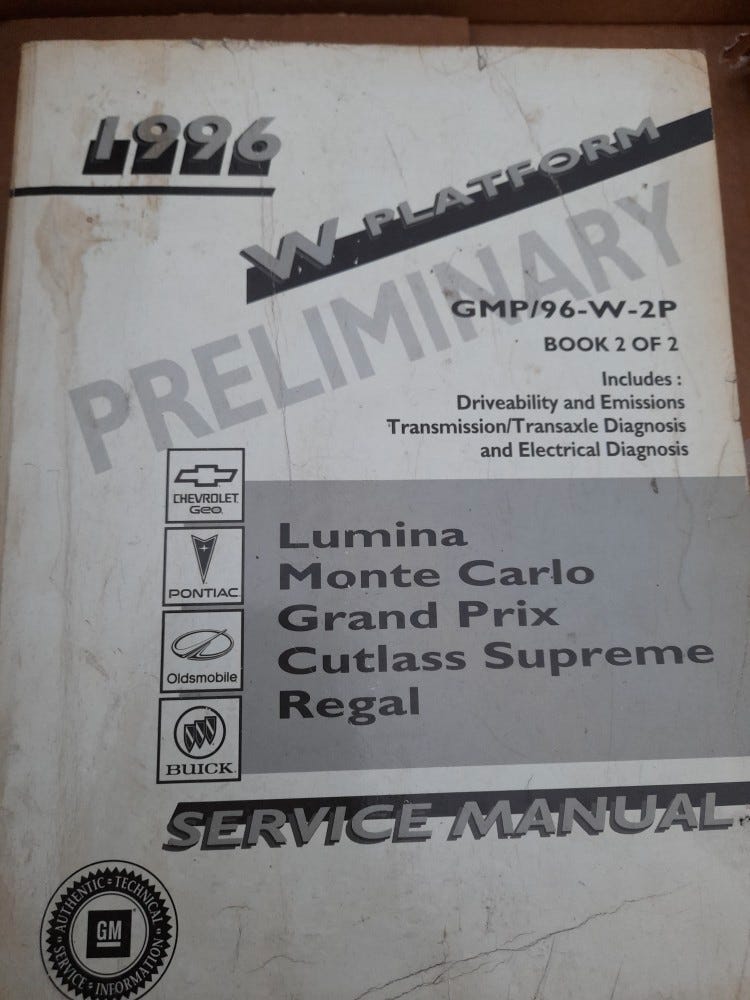 1996
W PLATFORM
PRELIMINARY
GMP/96-W-2P
BOOK 2 OF 2
Includes :
Driveability and Emissions
Transmission/Transaxle Diagnosis
and Electrical Diagnosis
CHEVROLET
Geo
PONTIAC
Oldsmobile
BUICK
Lumina
Monte Carlo
Grand Prix
Cutlass Supreme
Regal
SERVICE MANUAL
AUTHENTIC TECHNICAL
SERVICE INFORMATION
GM